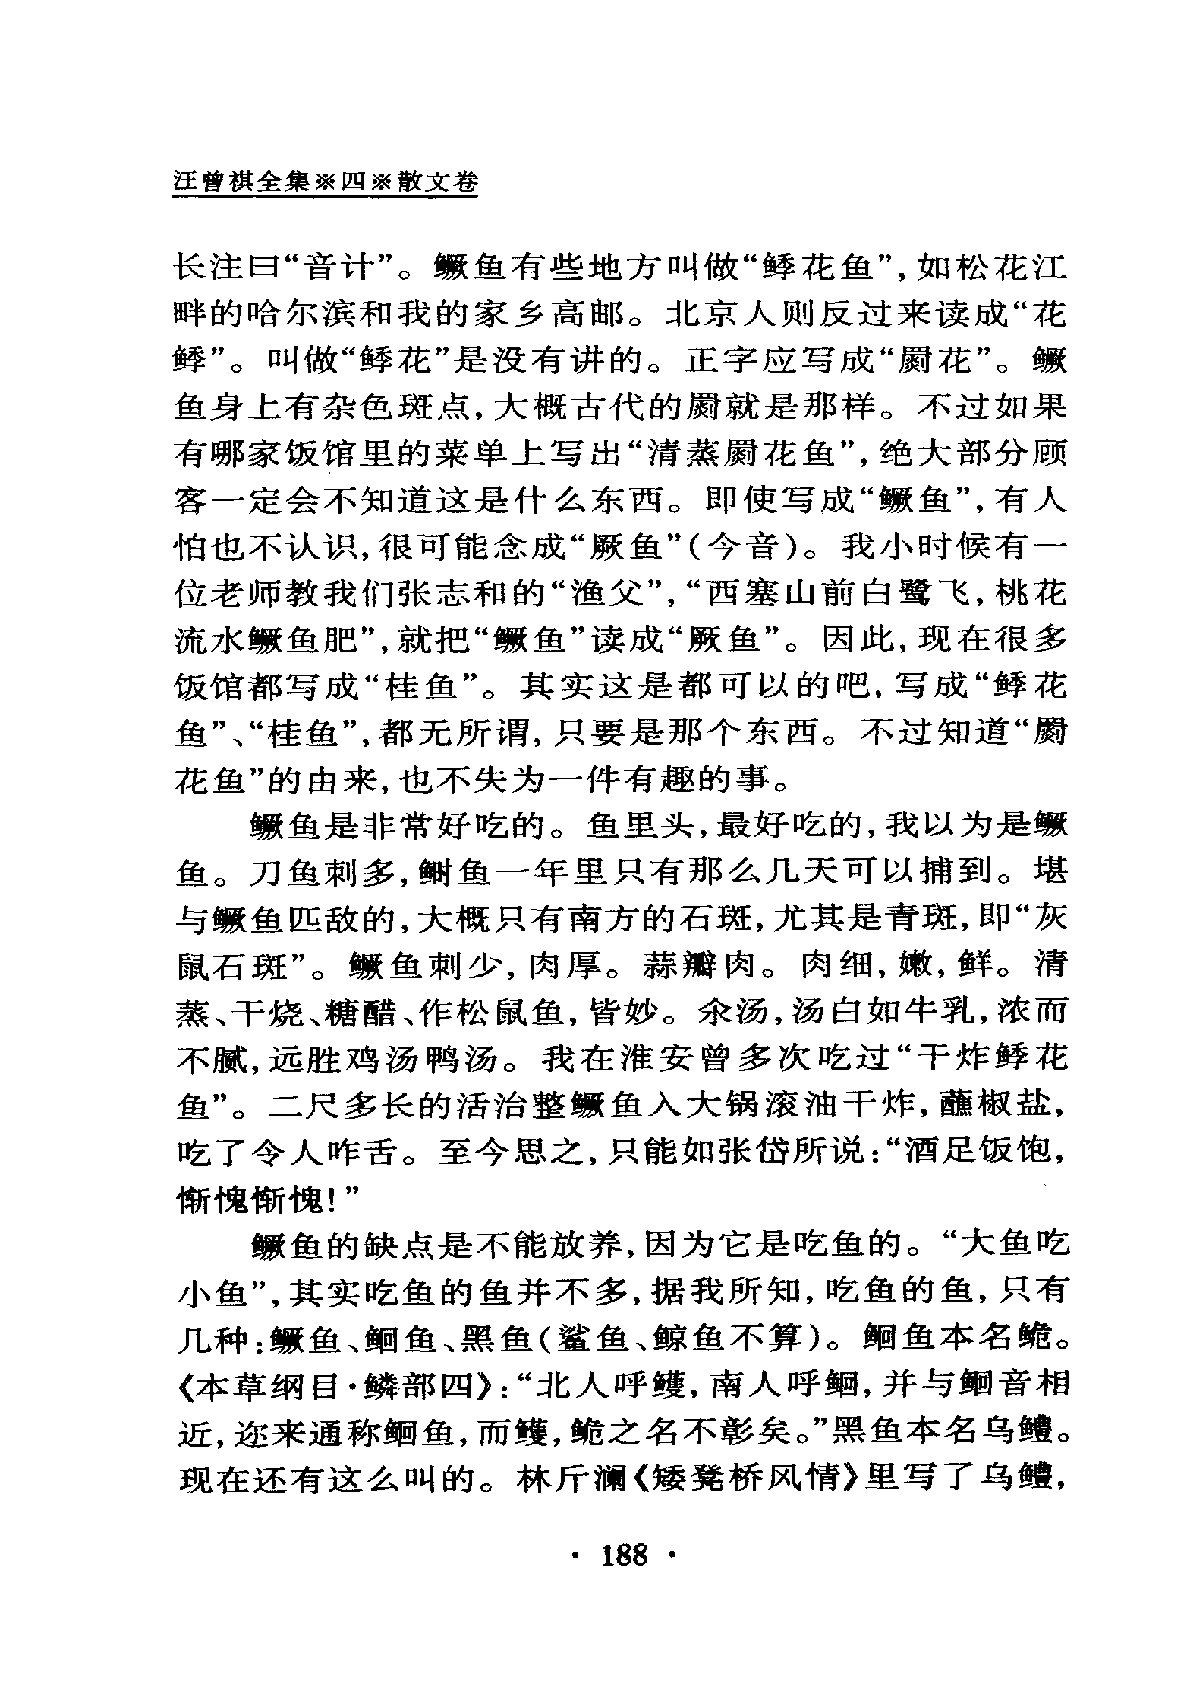 汪曾祺全集※四※散文卷
长注曰“音计”。鳜鱼有些地方叫做“鯚花鱼”,如松花江
畔的哈尔滨和我的家乡高邮。北京人则反过来读成“花
鯚”。叫做“鯚花”是没有讲的。正字应写成“罽花”。鳜
鱼身上有杂色斑点,大概古代的罽就是那样。不过如果
有哪家饭馆里的菜单上写出“清蒸罽花鱼”,绝大部分顾
客一定会不知道这是什么东西。即使写成“鳜鱼”,有人
怕也不认识,很可能念成“厥鱼”(今音)。我小时候有一
位老师教我们张志和的“渔父”,“西塞山前白鹭飞,桃花
流水鳜鱼肥”,就把“鳜鱼”读成“厥鱼”。因此,现在很多
饭馆都写成“桂鱼”。其实这是都可以的吧,写成“鯚花
鱼”、“桂鱼”,都无所谓,只要是那个东西。不过知道“罽
花鱼”的由来,也不失为一件有趣的事。
鳜鱼是非常好吃的。鱼里头,最好吃的,我以为是鳜
鱼。刀鱼刺多,鲥鱼一年里只有那么几天可以捕到。堪
与鳜鱼匹敌的,大概只有南方的石斑,尤其是青斑,即“灰
鼠石斑”。鳜鱼刺少,肉厚。蒜瓣肉。肉细,嫩,鲜。清
蒸、干烧、糖醋、作松鼠鱼,皆妙。汆汤,汤白如牛乳,浓而
不腻,远胜鸡汤鸭汤。我在淮安曾多次吃过“干炸鯚花
鱼”。二尺多长的活治整鳜鱼入大锅滚油干炸,蘸椒盐,
吃了令人咋舌。至今思之,只能如张岱所说:“酒足饭饱,
惭愧惭愧!”
鳜鱼的缺点是不能放养,因为它是吃鱼的。“大鱼吃
小鱼”,其实吃鱼的鱼并不多,据我所知,吃鱼的鱼,只有
几种:鳜鱼、鮰鱼、黑鱼(鲨鱼、鲸鱼不算)。鮰鱼本名鮠。
《本草纲目·鳞部四》:“北人呼鳠,南人呼鮰,并与鮰音相
近,迩来通称鮰鱼,而鳠,鮠之名不彰矣。”黑鱼本名乌鳢。
现在还有这么叫的。林斤澜《矮凳桥风情》里写了乌鳢,
· 188 ·